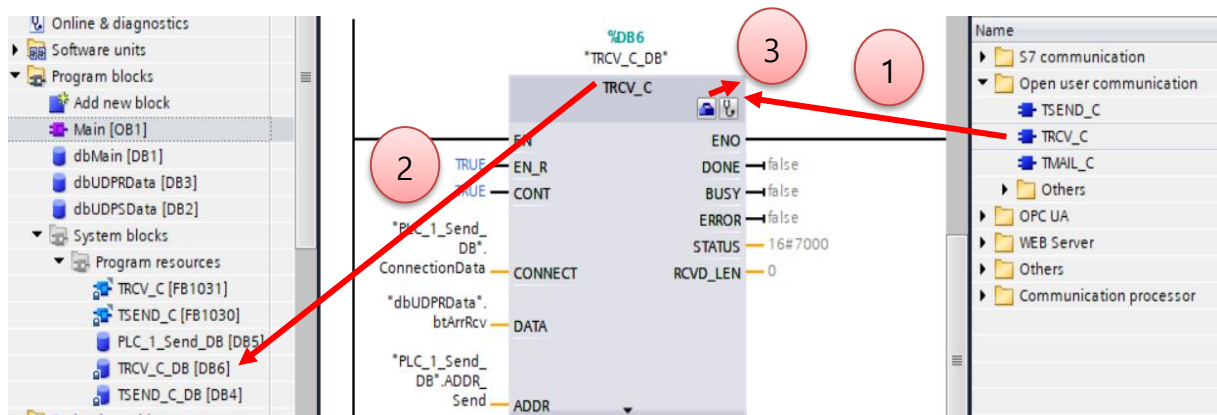 Online & diagnostics
Software units
Program blocks
Add new block
Main [OB1]
dbMain [DB1]
dbUDPRData [DB3]
dbUDPSData [DB2]
System blocks
Program resources
TRCV_C [FB1031]
TSEND_C [FB1030]
PLC_1_Send_DB [DB5]
TRCV_C_DB [DB6]
TSEND_C_DB [DB4]
2
%DB6
"TRCV_C_DB"
TRCV_C
3
EN
ENO
TRUE
EN_R
DONE
false
TRUE
CONT
BUSY
false
ERROR
false
"PLC_1_Send_
DB".
ConnectionData
CONNECT
STATUS
16#7000
RCVD_LEN
0
"dbUDPRData".
btArrRcv
DATA
"PLC_1_Send_
DB".ADDR_
Send
ADDR
1
Name
S7 communication
Open user communication
TSEND_C
TRCV_C
TMAIL_C
Others
OPC UA
WEB Server
Others
Communication processor